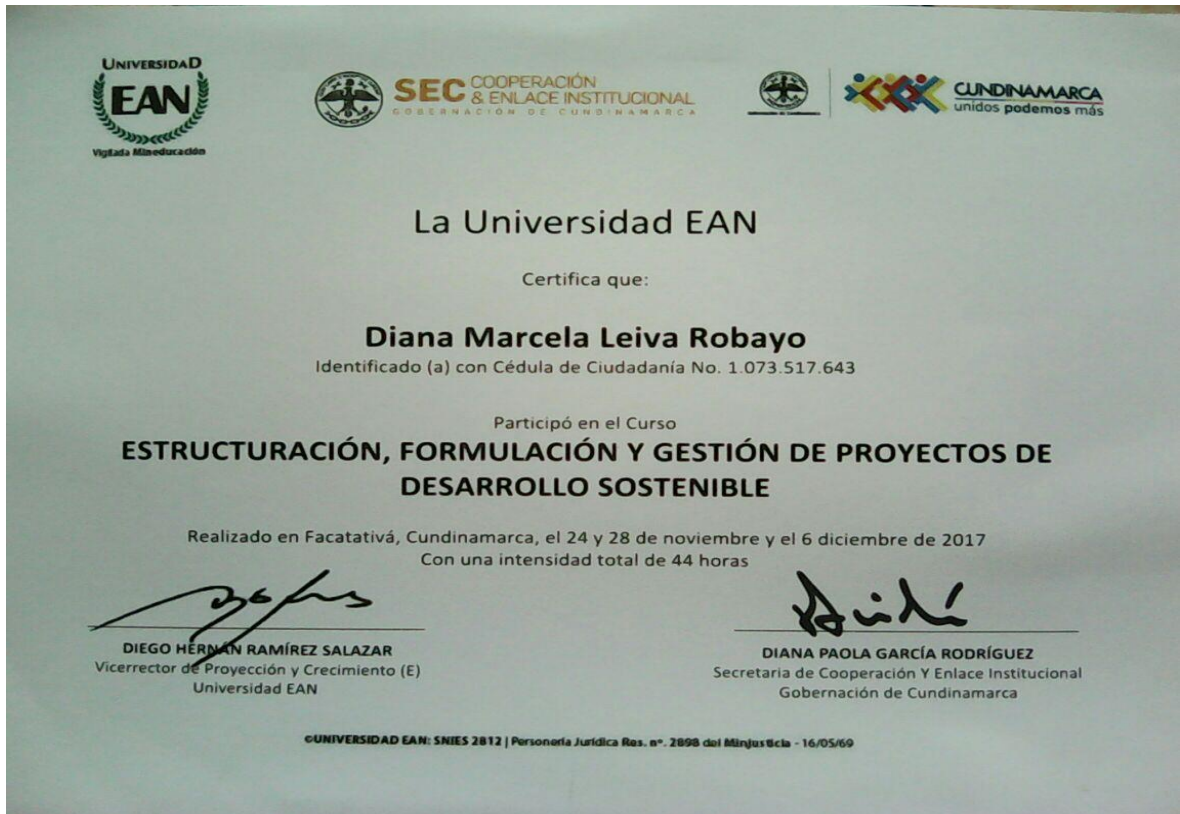 UNIVERSIDAD
EAN
Vigilada Mineducación
SEC COOPERACIÓN
& ENLACE INSTITUCIONAL
GOBERNACIÓN DE CUNDINAMARCA
CUNDINAMARCA
unidos podemos más
La Universidad EAN
Certifica que:
Diana Marcela Leiva Robayo
Identificado (a) con Cédula de Ciudadanía No. 1.073.517.643
Participó en el Curso
ESTRUCTURACIÓN, FORMULACIÓN Y GESTIÓN DE PROYECTOS DE
DESARROLLO SOSTENIBLE
Realizado en Facatativá, Cundinamarca, el 24 y 28 de noviembre y el 6 diciembre de 2017
Con una intensidad total de 44 horas
DIEGO HERNÁN RAMÍREZ SALAZAR
Vicerrector de Proyección y Crecimiento (E)
Universidad EAN
DIANA PAOLA GARCÍA RODRÍGUEZ
Secretaria de Cooperación Y Enlace Institucional
Gobernación de Cundinamarca
©UNIVERSIDAD EAN: SNIES 2812 | Personería Jurídica Res. nº. 2898 del Minjusticia - 16/05/69